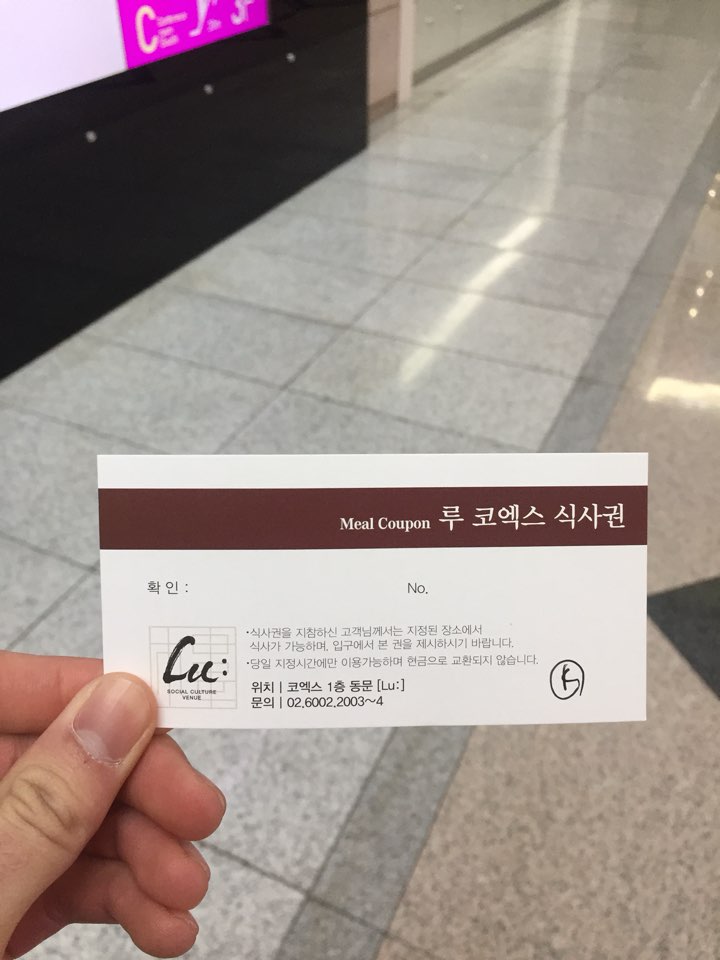 C
Meal Coupon 루 코엑스 식사권
확 인 :
No.
·식사권을 지참하신 고객님께서는 지정된 장소에서
식사가 가능하며, 입구에서 본 권을 제시하시기 바랍니다.
·당일 지정시간에만 이용가능하며 현금으로 교환되지 않습니다.
Lu:
SOCIAL CULTURE
VENUE
위치 | 코엑스 1층 동문 [Lu:]
문의 | 02.6002.2003~4